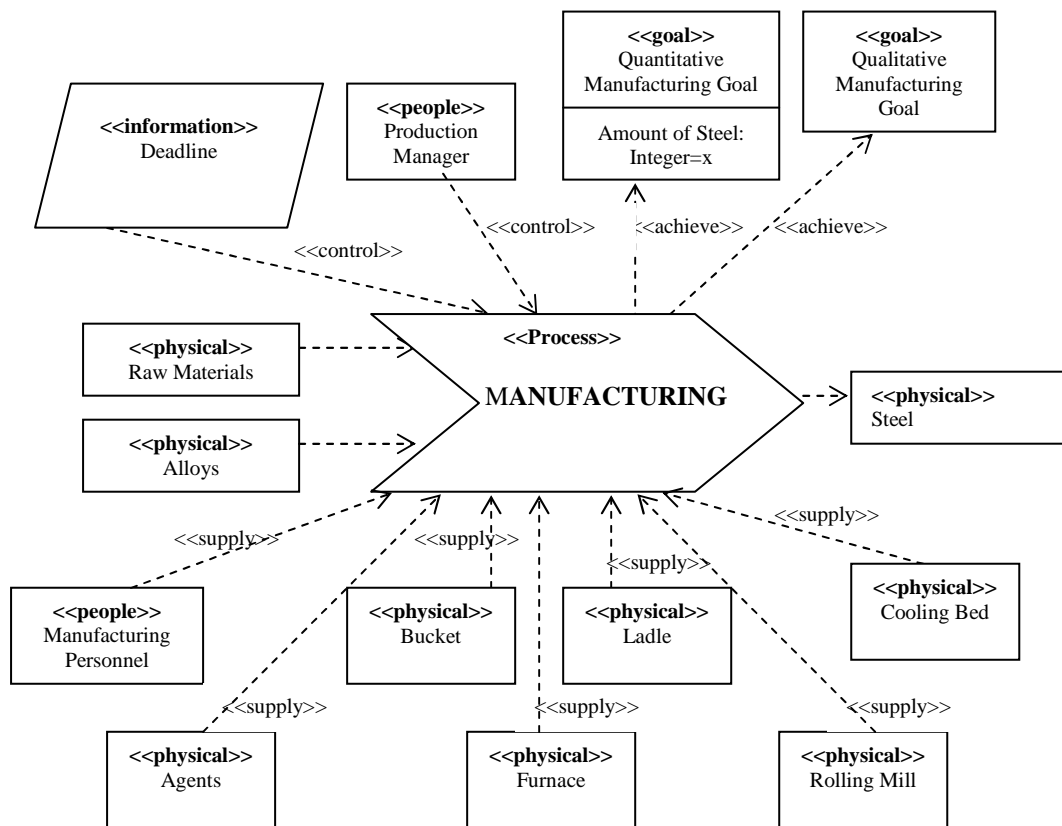 <<goal>>
Quantitative
Manufacturing Goal
Amount of Steel:
Integer=x
<<goal>>
Qualitative
Manufacturing
Goal
<<people>>
Production
Manager
<<information>>
Deadline
<<control>>
<<control>>
<<achieve>>
<<achieve>>
<<Process>>
MANUFACTURING
<<physical>>
Raw Materials
<<physical>>
Alloys
<<physical>>
Steel
<<supply>>
<<supply>>
<<supply>>
<<supply>>
<<people>>
Manufacturing
Personnel
<<physical>>
Bucket
<<physical>>
Ladle
<<physical>>
Cooling Bed
<<supply>>
<<supply>>
<<supply>>
<<physical>>
Agents
<<physical>>
Furnace
<<physical>>
Rolling Mill